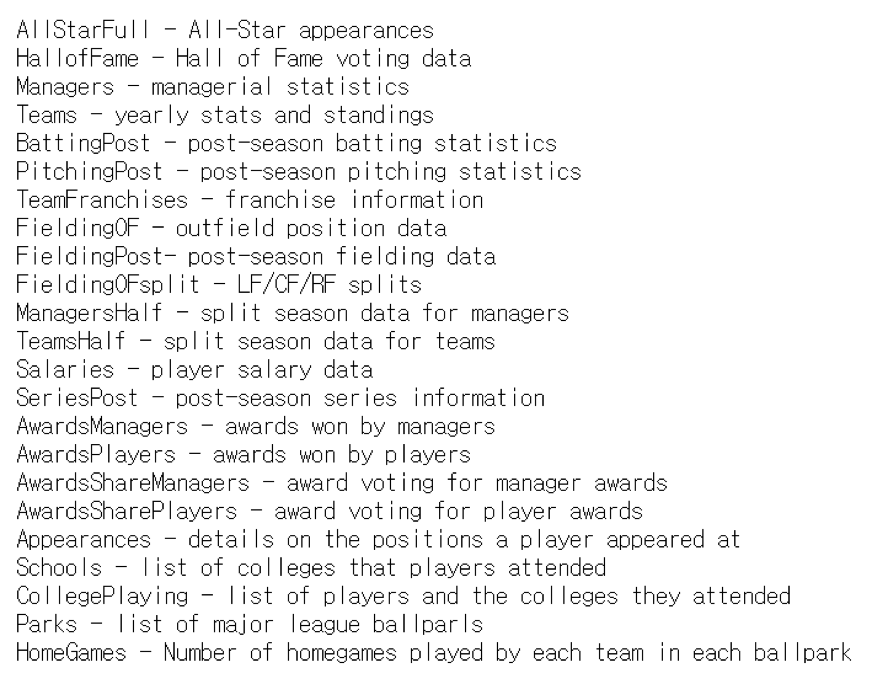 AllStarFull - All-Star appearances
HallofFame - Hall of Fame voting data
Managers - managerial statistics
Teams - yearly stats and standings
BattingPost - post-season batting statistics
PitchingPost - post-season pitching statistics
TeamFranchises - franchise information
FieldingOF - outfield position data
FieldingPost- post-season fielding data
FieldingOFsplit - LF/CF/RF splits
ManagersHalf - split season data for managers
TeamsHalf - split season data for teams
Salaries - player salary data
SeriesPost - post-season series information
AwardsManagers - awards won by managers
AwardsPlayers - awards won by players
AwardsShareManagers - award voting for manager awards
AwardsSharePlayers - award voting for player awards
Appearances - details on the positions a player appeared at
Schools - list of colleges that players attended
CollegePlaying - list of players and the colleges they attended
Parks - list of major league ballparls
HomeGames - Number of homegames played by each team in each ballpark